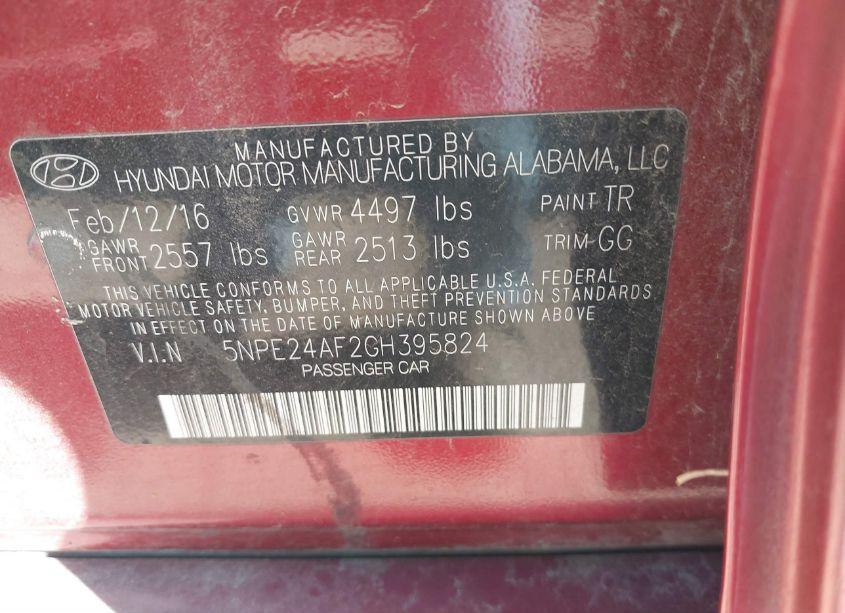 MANUFACTURED BY
HYUNDAI MOTOR MANUFACTURING ALABAMA, LLC
Feb/12/16 GVWR 4497 lbs PAINT TR
GAWR FRONT 2557 lbs GAWR REAR 2513 lbs TRIM-GG
THIS VEHICLE CONFORMS TO ALL APPLICABLE U.S.A. FEDERAL
MOTOR VEHICLE SAFETY, BUMPER, AND THEFT PREVENTION STANDARDS
IN EFFECT ON THE DATE OF MANUFACTURE SHOWN ABOVE
V.I.N 5NPE24AF2GH395824
PASSENGER CAR